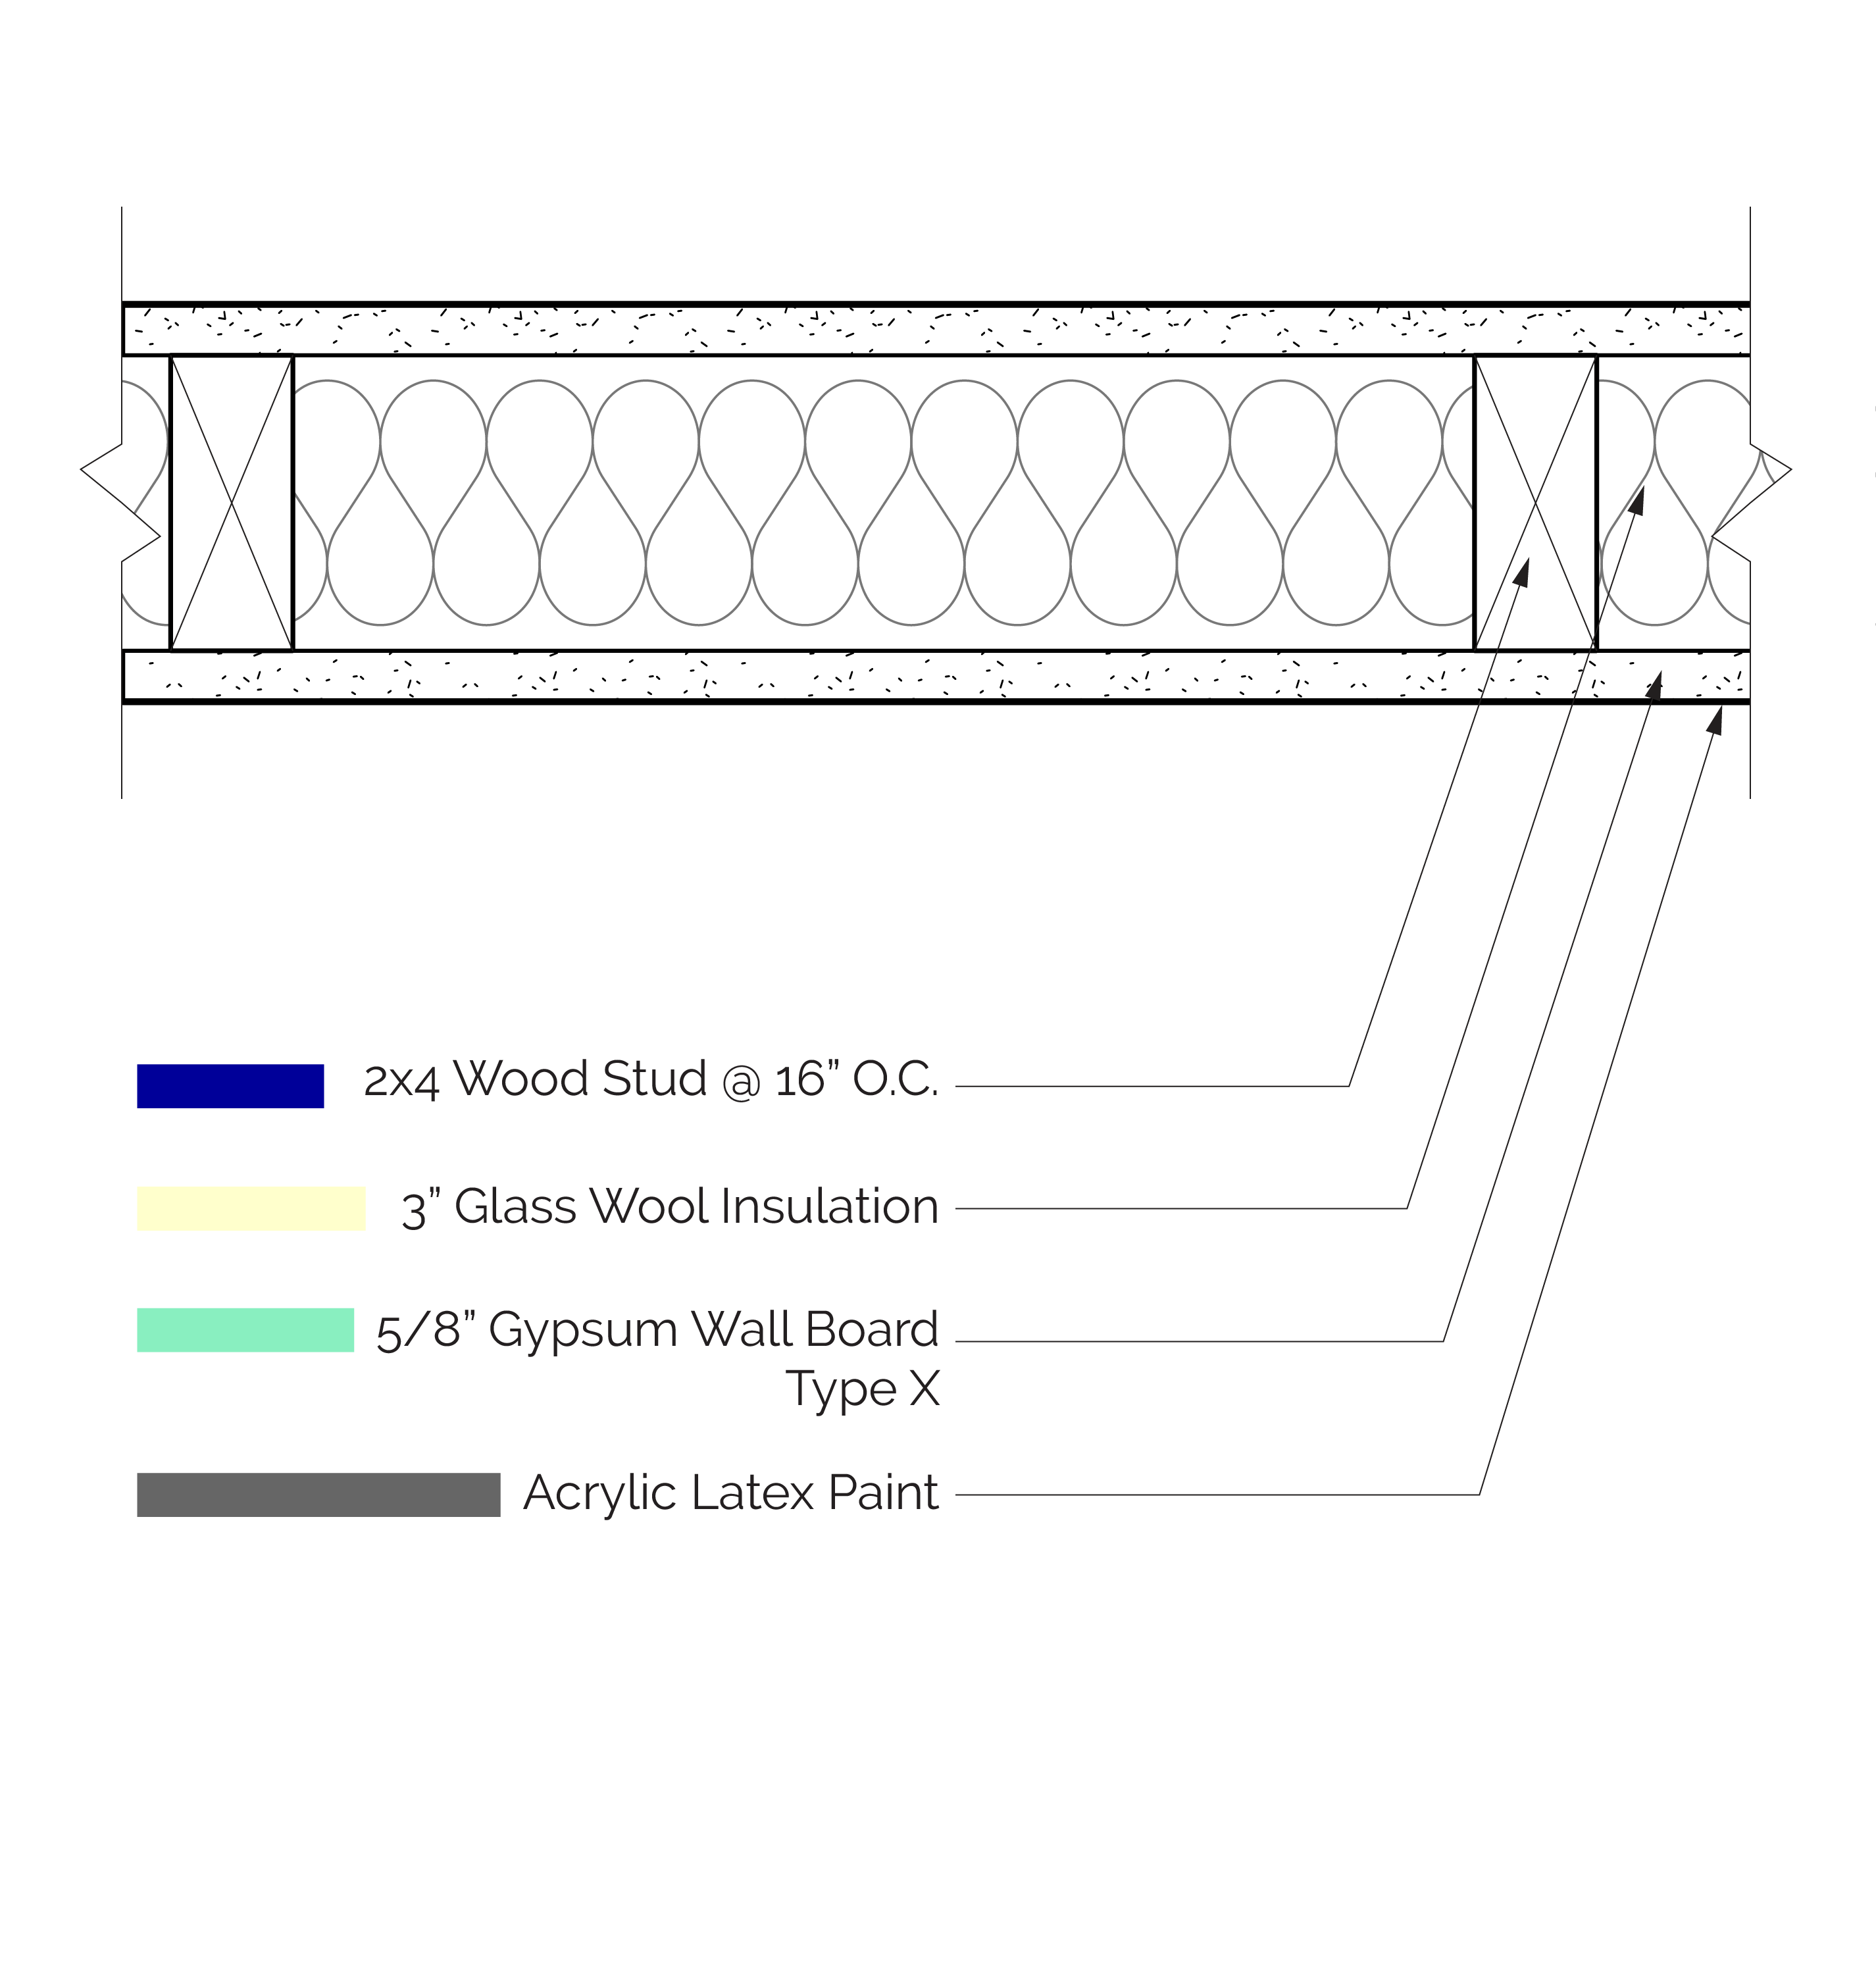 2x4 Wood Stud @ 16” O.C.
3” Glass Wool Insulation
5/8” Gypsum Wall Board
Type X
Acrylic Latex Paint